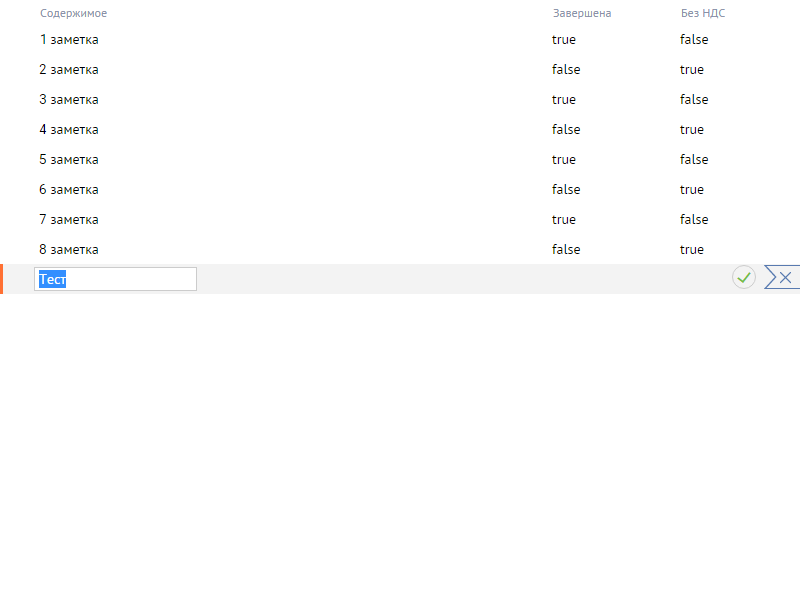 Содержимое Завершена Без НДС
1 заметка true false
2 заметка false true
3 заметка true false
4 заметка false true
5 заметка true false
6 заметка false true
7 заметка true false
8 заметка false true
Тест